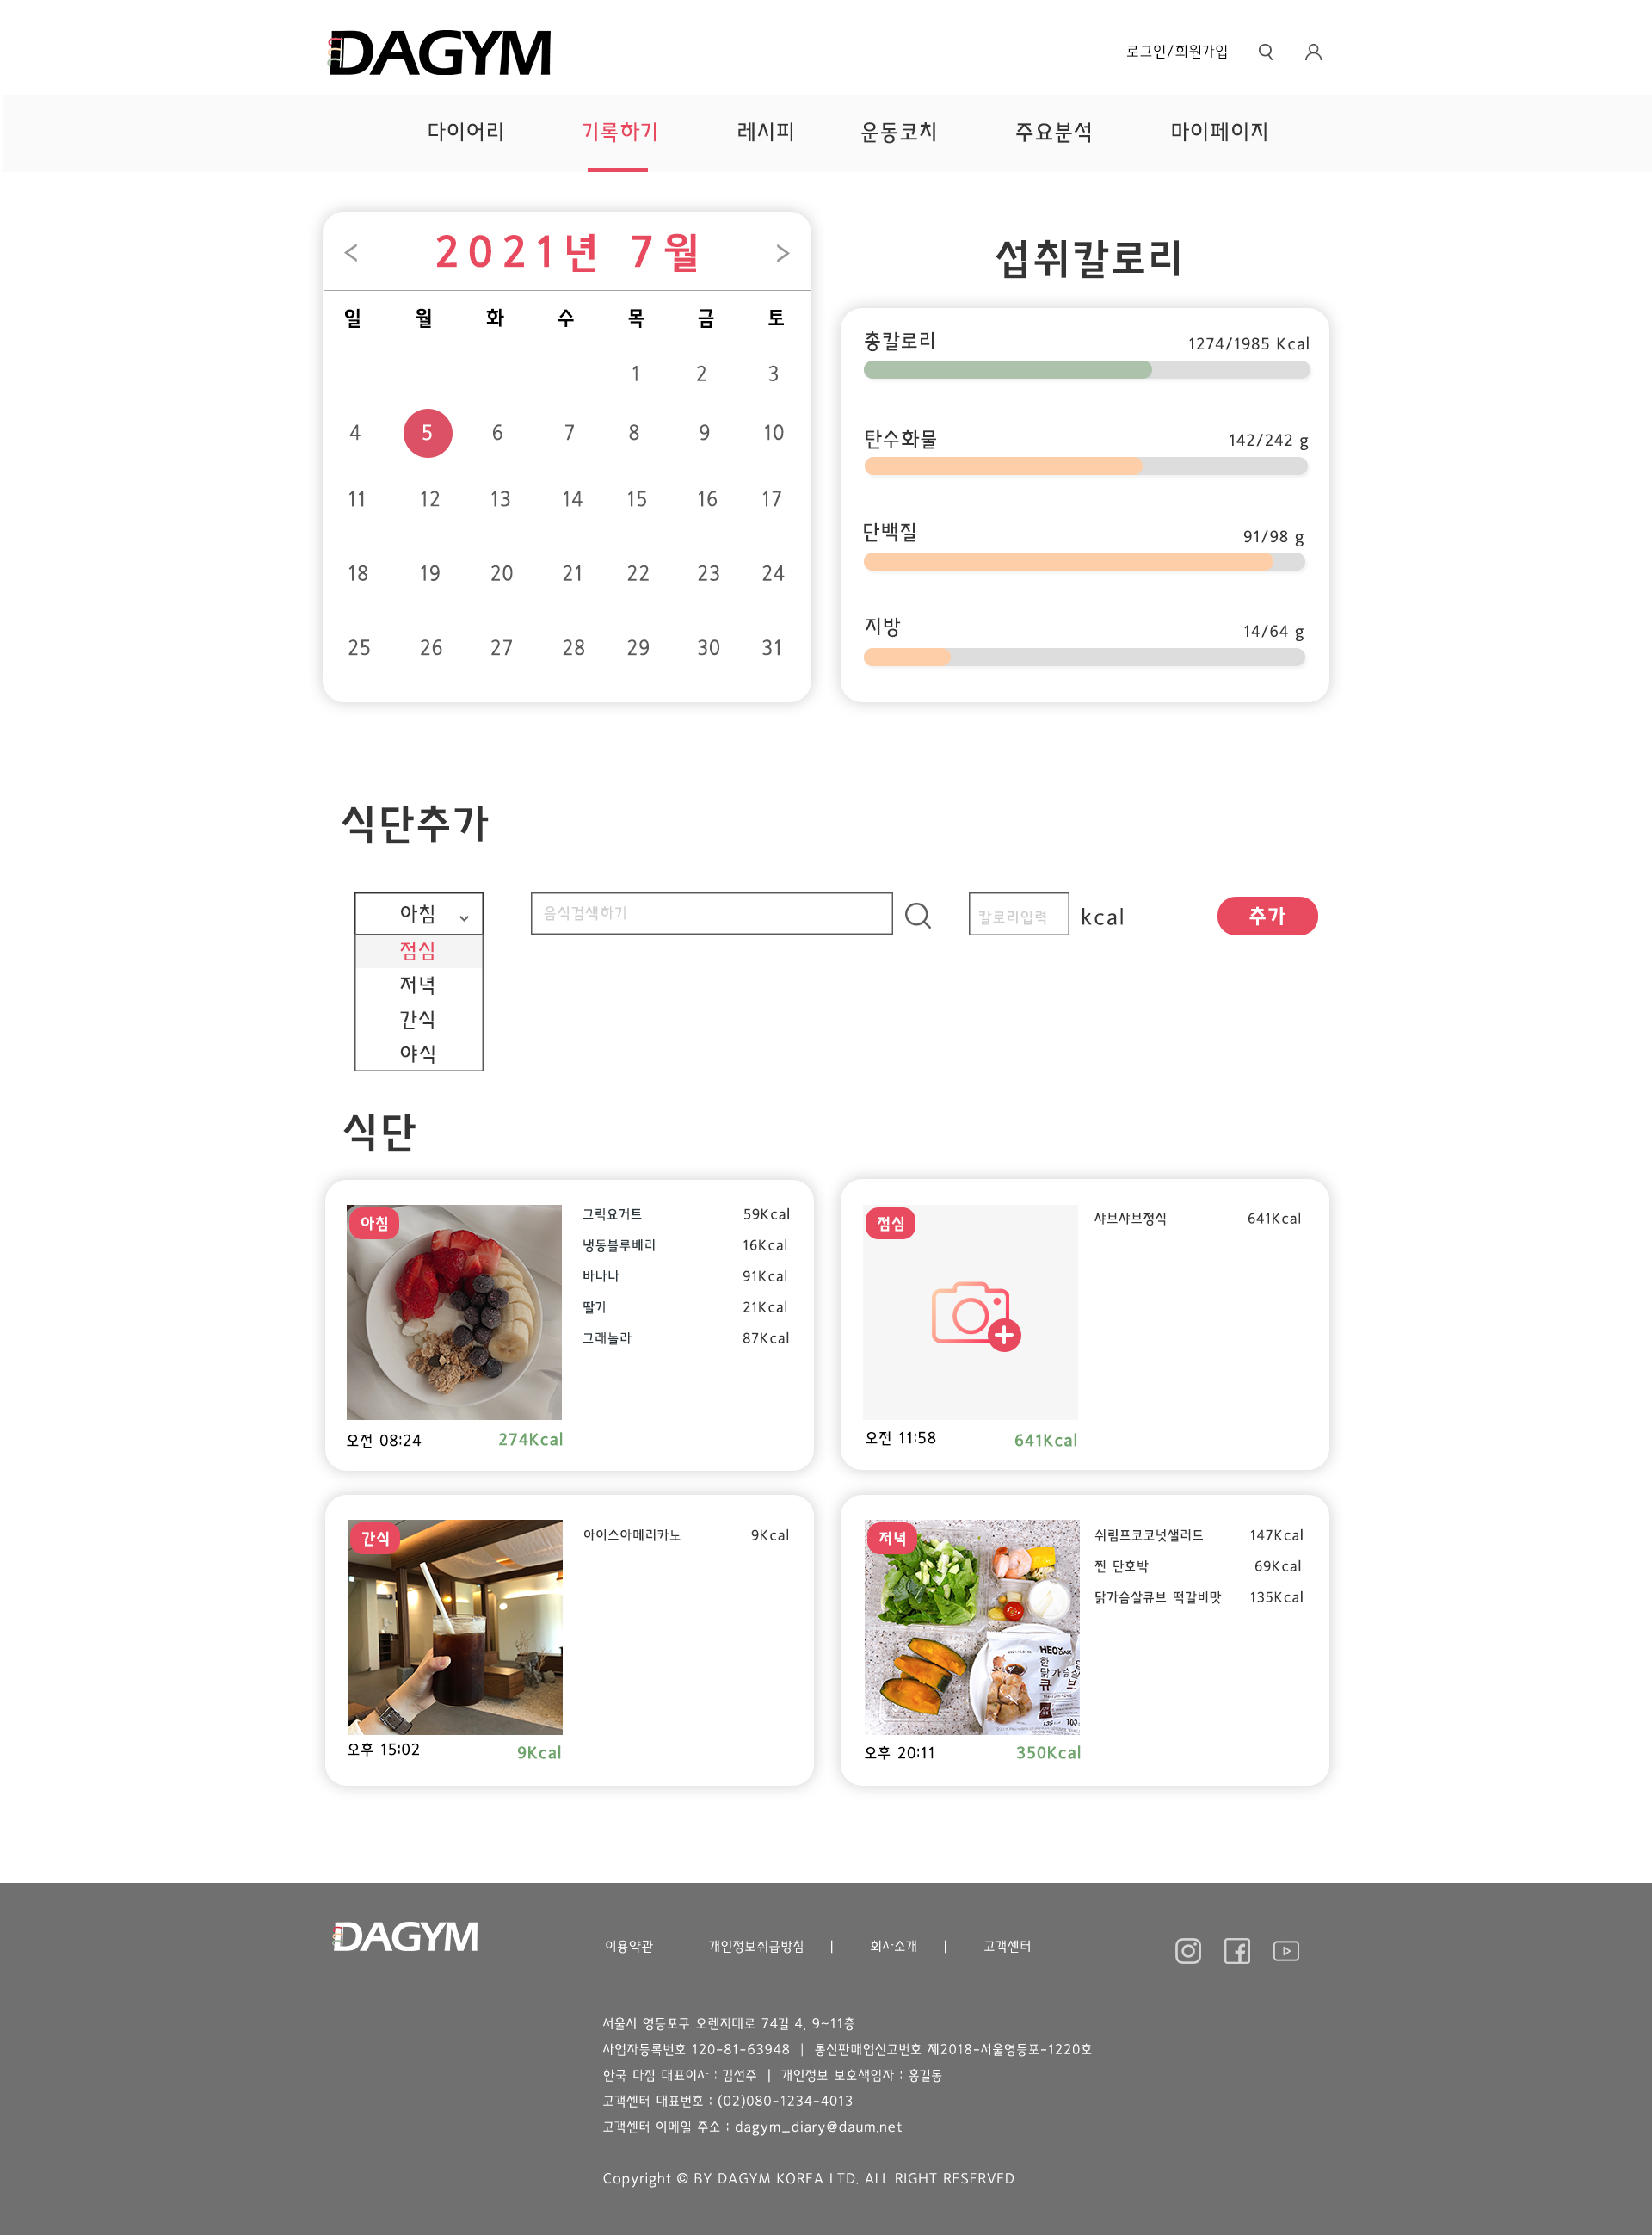 DAGYM
로그인/회원가입
다이어리 기록하기 레시피 운동코치 주요분석 마이페이지
< 2021년 7월 >
일 월 화 수 목 금 토
1 2 3
4 5 6 7 8 9 10
11 12 13 14 15 16 17
18 19 20 21 22 23 24
25 26 27 28 29 30 31
섭취칼로리
총칼로리 1274/1985 Kcal
탄수화물 142/242 g
단백질 91/98 g
지방 14/64 g
식단추가
아침 음식검색하기 칼로리입력 kcal 추가
점심
저녁
간식
야식
식단
아침
그릭요거트 59Kcal
냉동블루베리 16Kcal
바나나 91Kcal
딸기 21Kcal
그래놀라 87Kcal
오전 08:24 274Kcal
점심
샤브샤브정식 641Kcal
오전 11:58 641Kcal
간식
아이스아메리카노 9Kcal
오후 15:02 9Kcal
저녁
쉬림프코코넛샐러드 147Kcal
찐 단호박 69Kcal
닭가슴살큐브 떡갈비맛 135Kcal
오후 20:11 350Kcal
DAGYM
이용약관 | 개인정보취급방침 | 회사소개 | 고객센터
서울시 영등포구 오렌지대로 74길 4, 9~11층
사업자등록번호 120-81-63948 | 통신판매업신고번호 제2018-서울영등포-1220호
한국 다짐 대표이사 : 김선주 | 개인정보 보호책임자 : 홍길동
고객센터 대표번호 : (02)080-1234-4013
고객센터 이메일 주소 : dagym_diary@daum.net
Copyright © BY DAGYM KOREA LTD. ALL RIGHT RESERVED